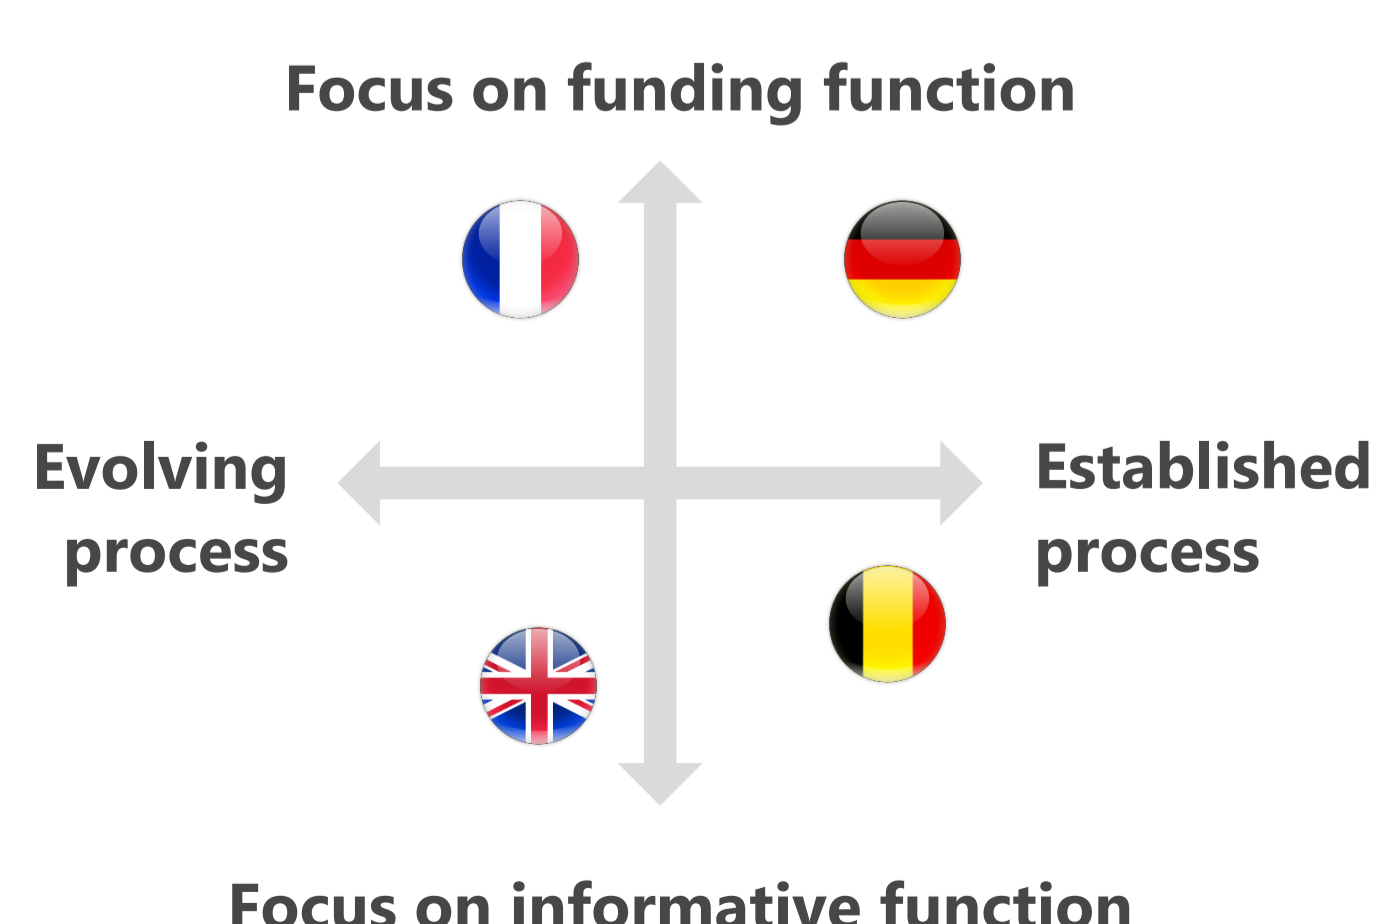 Focus on funding function
Evolving
process
Established
process
Focus on informative function